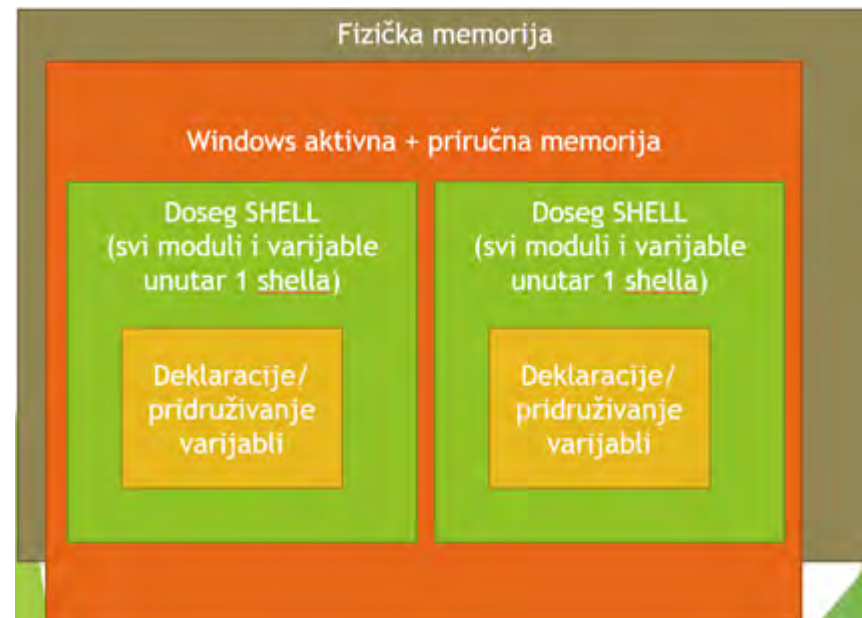 Fizička memorija
Windows aktivna + priručna memorija
Doseg SHELL
(svi moduli i varijable
unutar 1 shella)
Deklaracije/
pridruživanje
varijabli
Doseg SHELL
(svi moduli i varijable
unutar 1 shella)
Deklaracije/
pridruživanje
varijabli